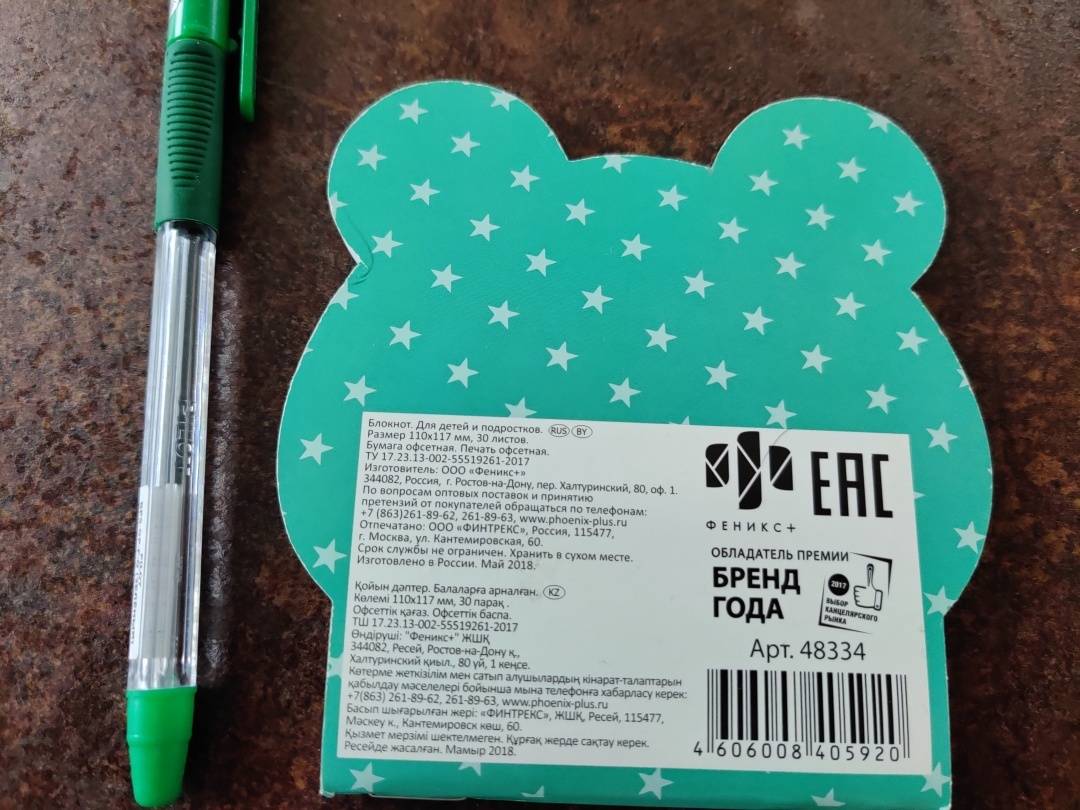 Блокнот. Для детей и подростков. RUS BY
Размер 110х117 мм, 30 листов.
Бумага офсетная. Печать офсетная.
ТУ 17.23.13-002-55519261-2017
Изготовитель: ООО «Феникс+»
344082, Россия, г. Ростов-на-Дону, пер. Халтуринский, 80, оф. 1.
По вопросам оптовых поставок и принятию
претензий от покупателей обращаться по телефонам:
+7 (863)261-89-62, 261-89-63, www.phoenix-plus.ru
Отпечатано: ООО «ФИНТРЕКС», Россия, 115477,
г. Москва, ул. Кантемировская, 60.
Срок службы не ограничен. Хранить в сухом месте.
Изготовлено в России. Май 2018.
Қойын дәптер. Балаларға арналған. KZ
Көлемі 110х117 мм, 30 парақ .
Офсеттік қағаз. Офсеттік баспа.
ТШ 17.23.13-002-55519261-2017
Өндіруші: "Феникс+" ЖШҚ
344082, Ресей, Ростов-на-Дону қ.,
Халтуринский қиыл., 80 үй, 1 кеңсе.
Көтерме жеткізілім мен сатып алушылардың кінарат-талаптарын
қабылдау мәселелері бойынша мына телефонға хабарласу керек:
+7(863) 261-89-62, 261-89-63, www.phoenix-plus.ru
Басып шығарылған жері: «ФИНТРЕКС», ЖШҚ, Ресей, 115477,
Мәскеу к., Кантемировск көш, 60.
Қызмет мерзімі шектелмеген. Құрғақ жерде сақтау керек.
Ресейде жасалған. Мамыр 2018.
ФЕНИКС+
EAC
ОБЛАДАТЕЛЬ ПРЕМИИ
БРЕНД
ГОДА
2017
ВЫБОР
КАНЦЕЛЯРСКОГО
РЫНКА
Арт. 48334
4 606008 405920